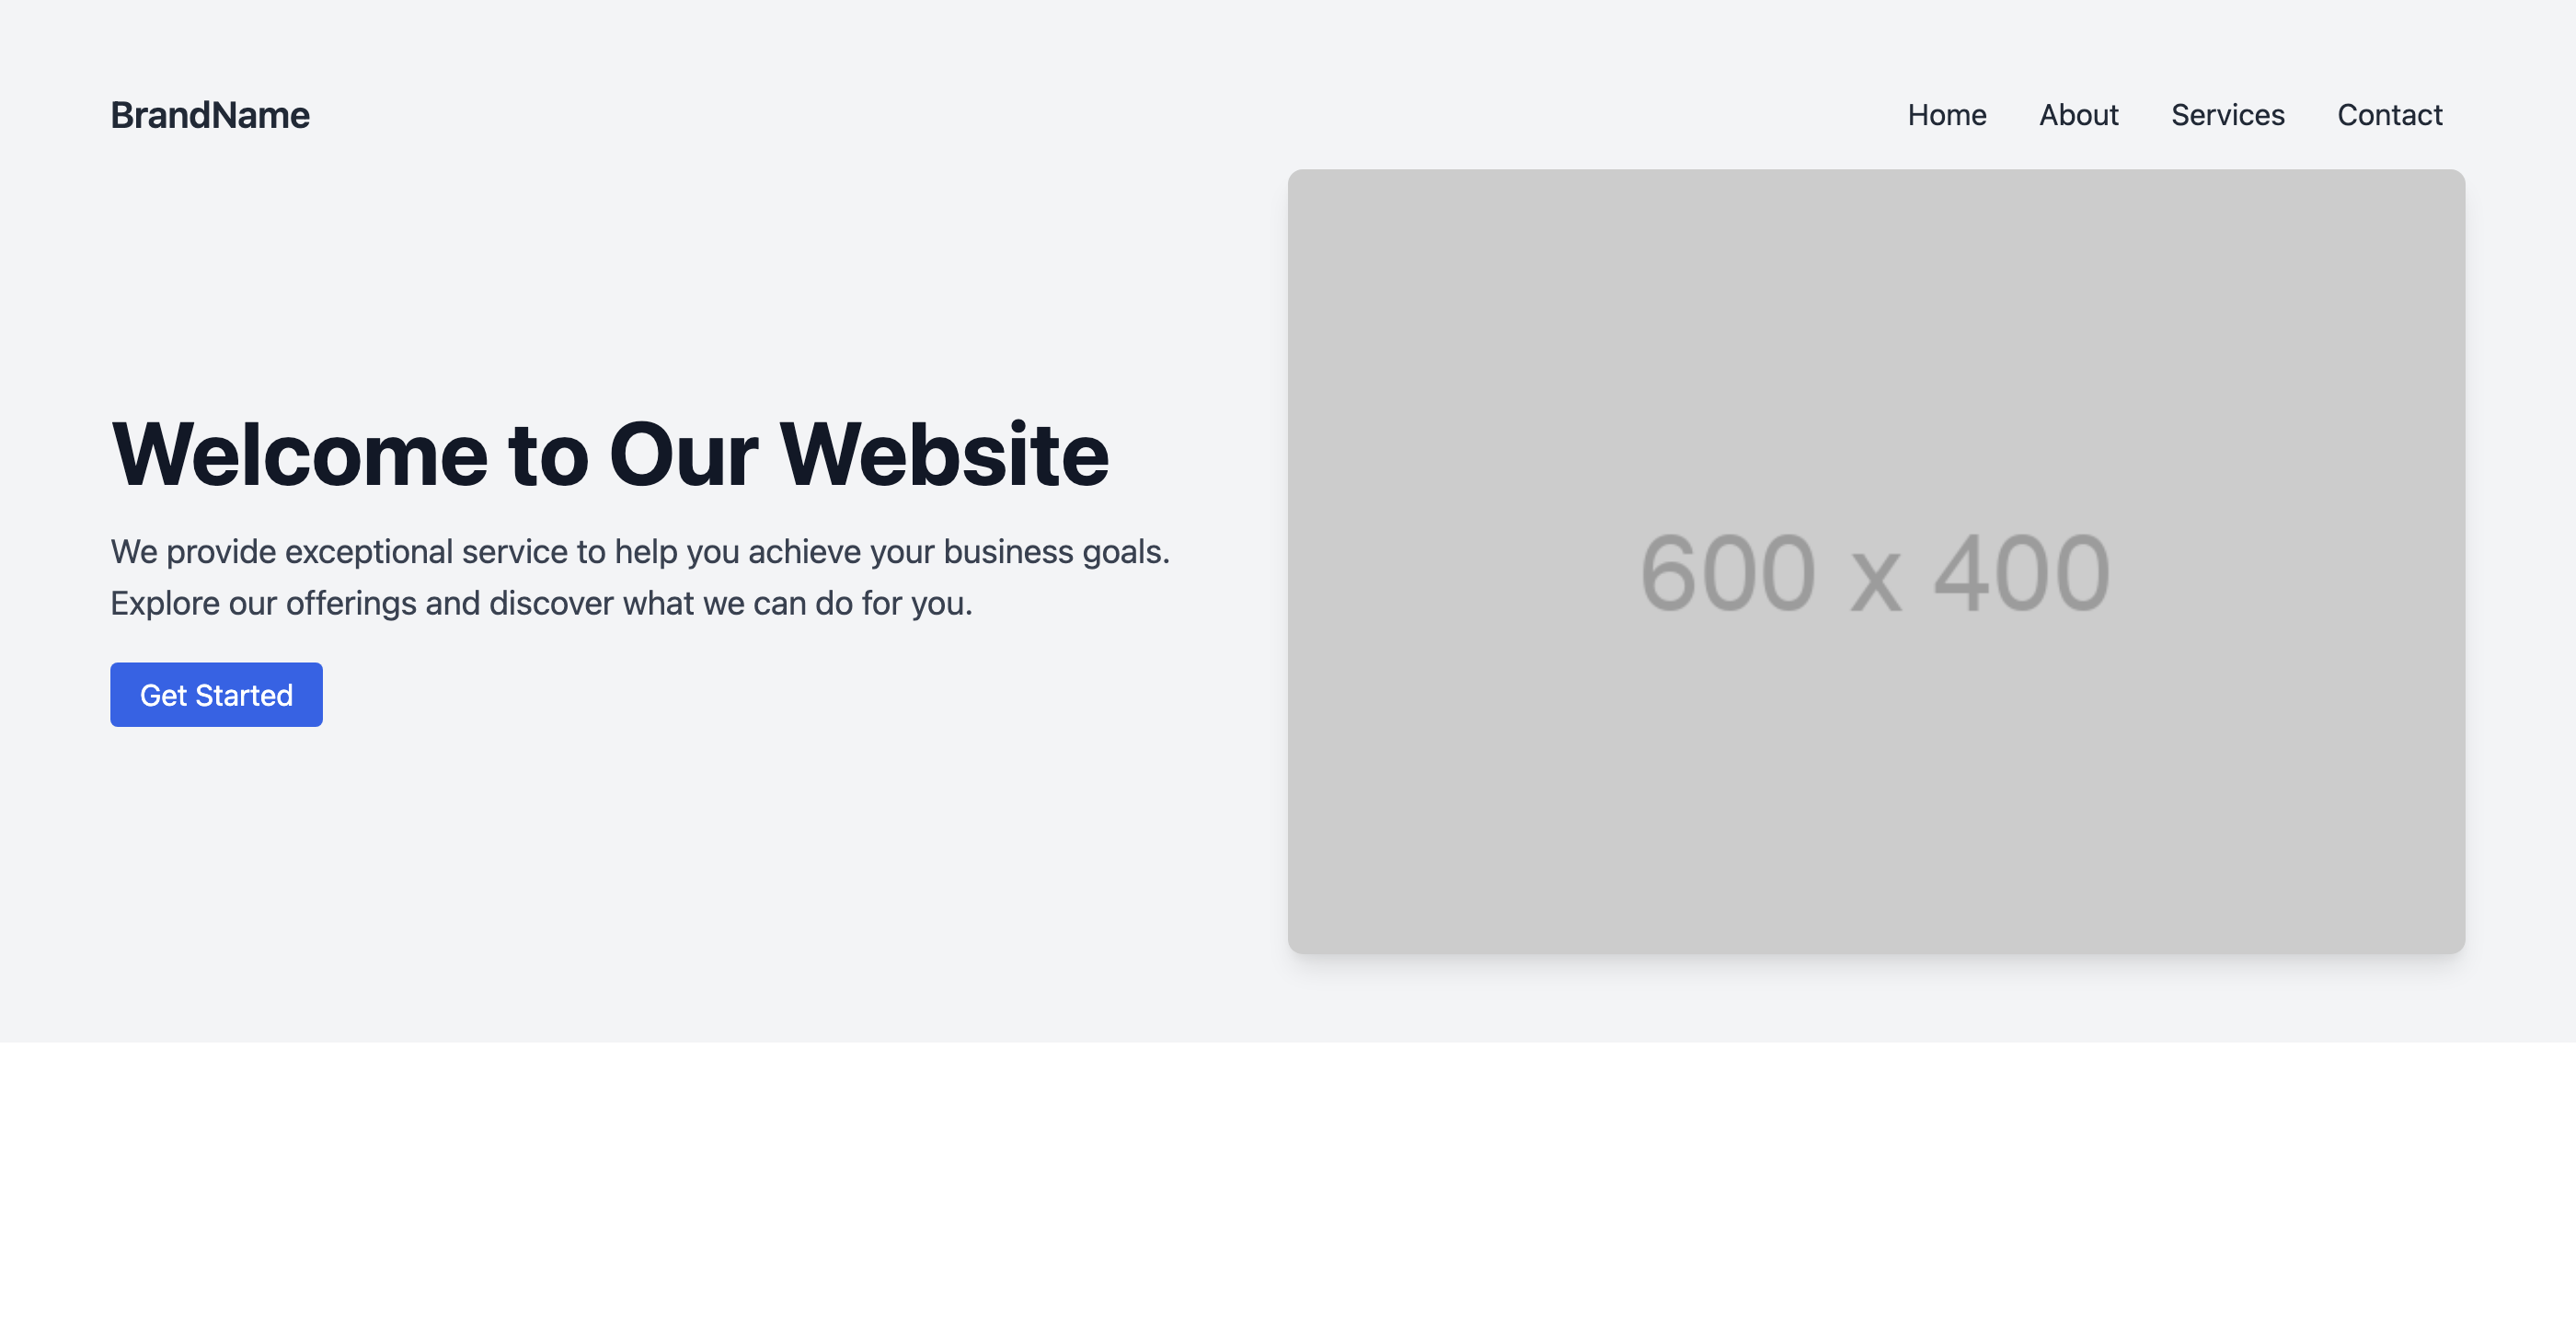 BrandName
Home About Services Contact
Welcome to Our Website
We provide exceptional service to help you achieve your business goals.
Explore our offerings and discover what we can do for you.
Get Started
600 x 400